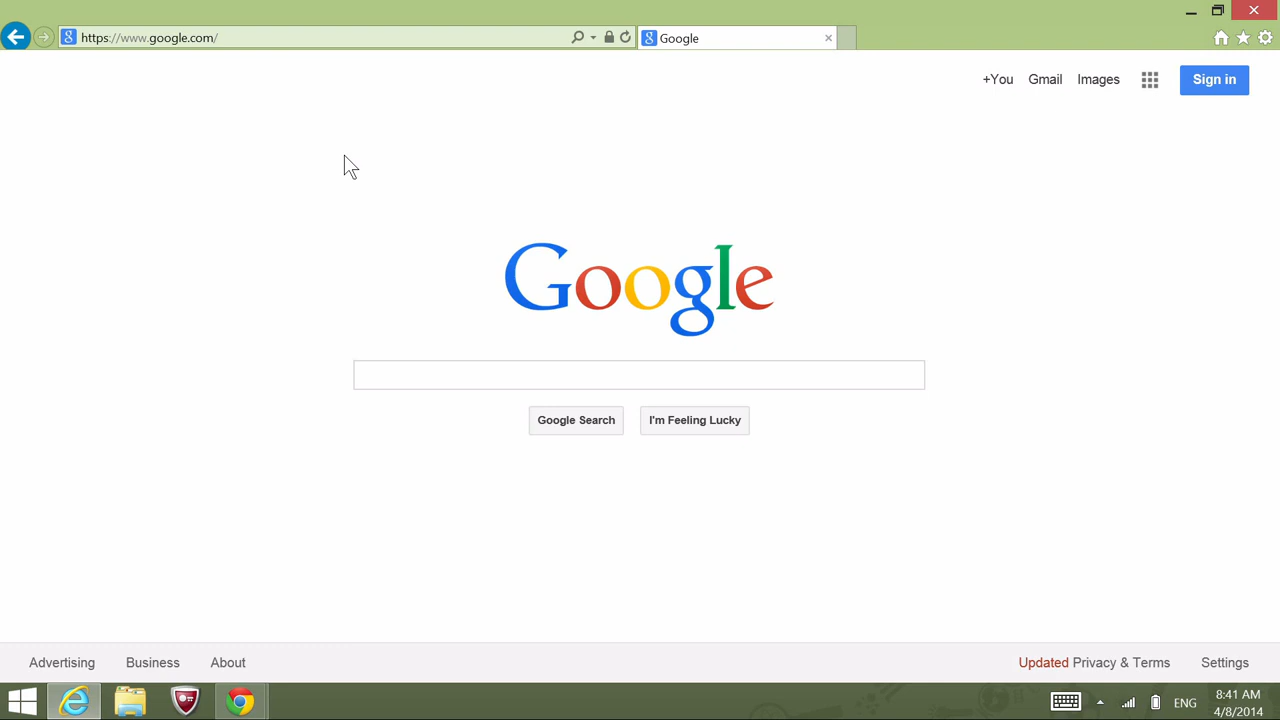 https://www.google.com/
Google
+You Gmail Images Sign in
Google
Google Search I'm Feeling Lucky
Advertising Business About Updated Privacy & Terms Settings
ENG 8:41 AM
4/8/2014